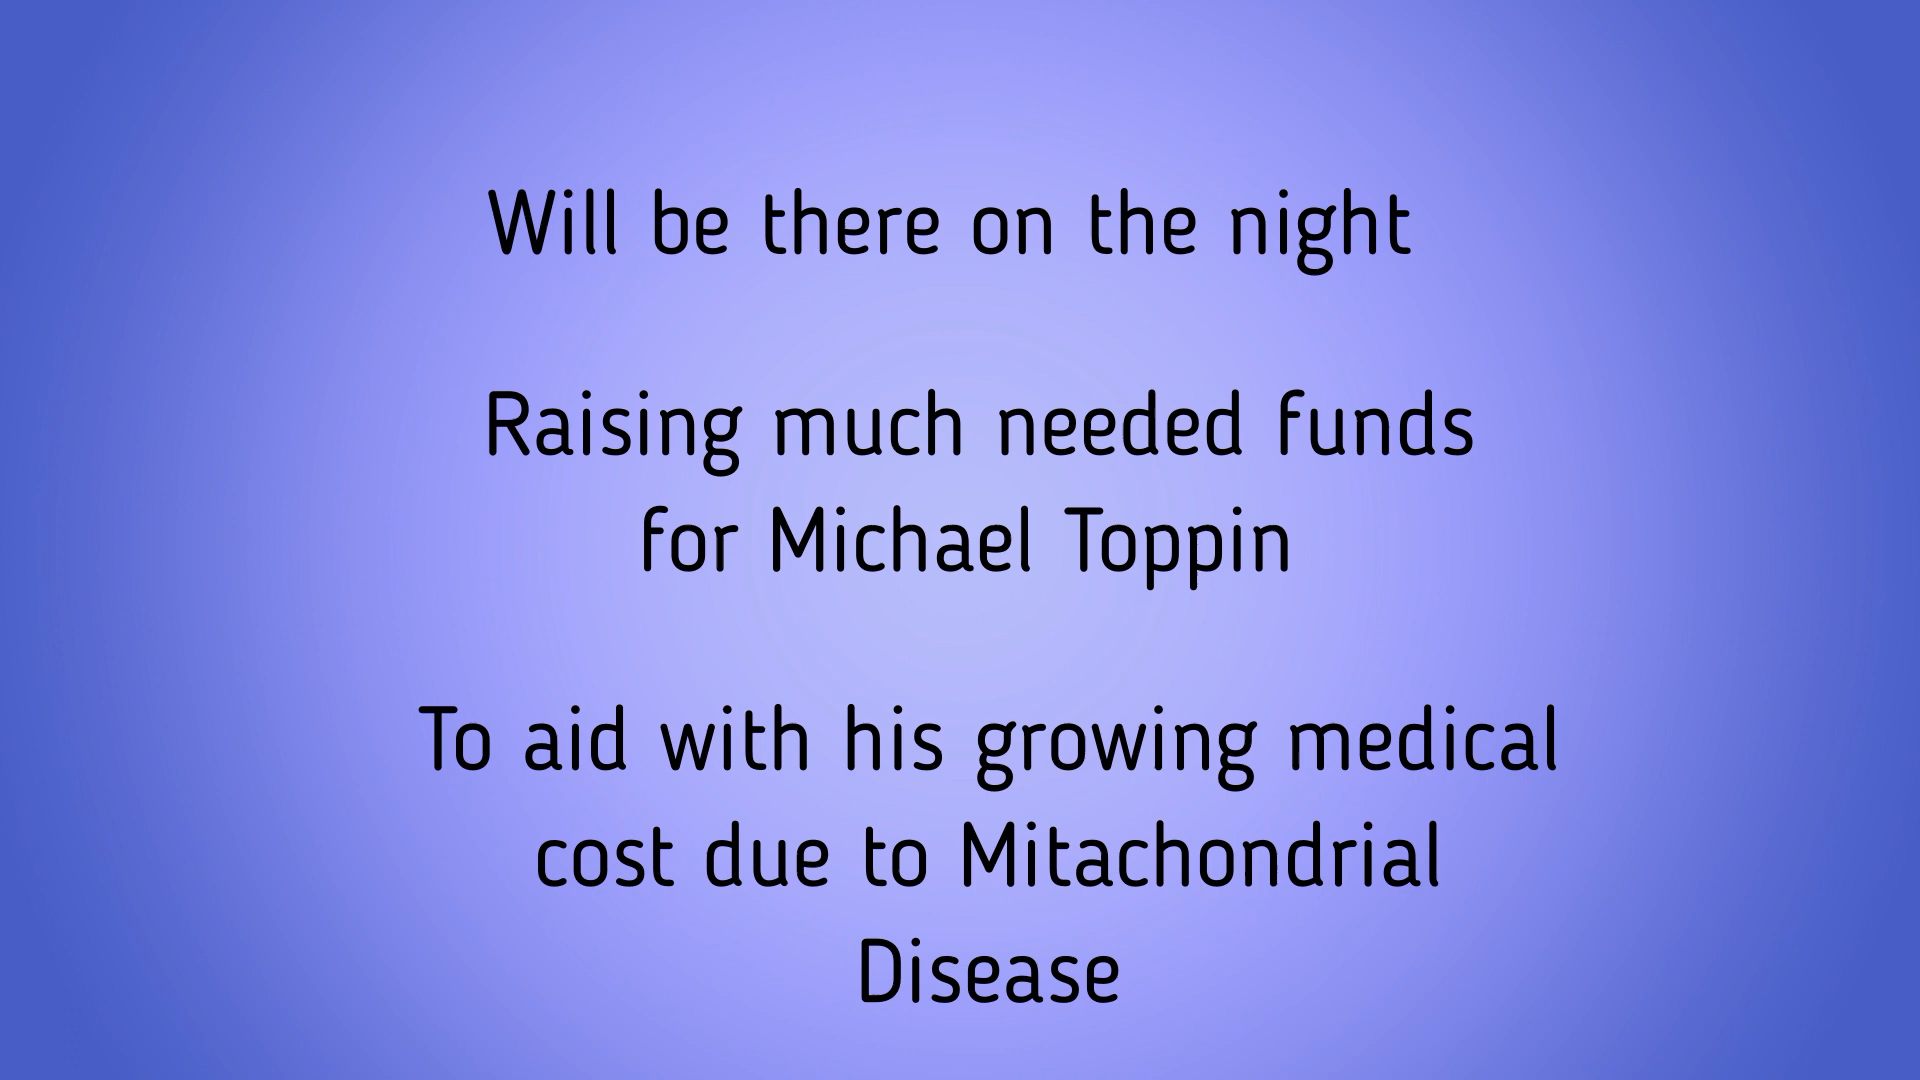 Will be there on the night
Raising much needed funds
for Michael Toppin
To aid with his growing medical
cost due to Mitachondrial
Disease